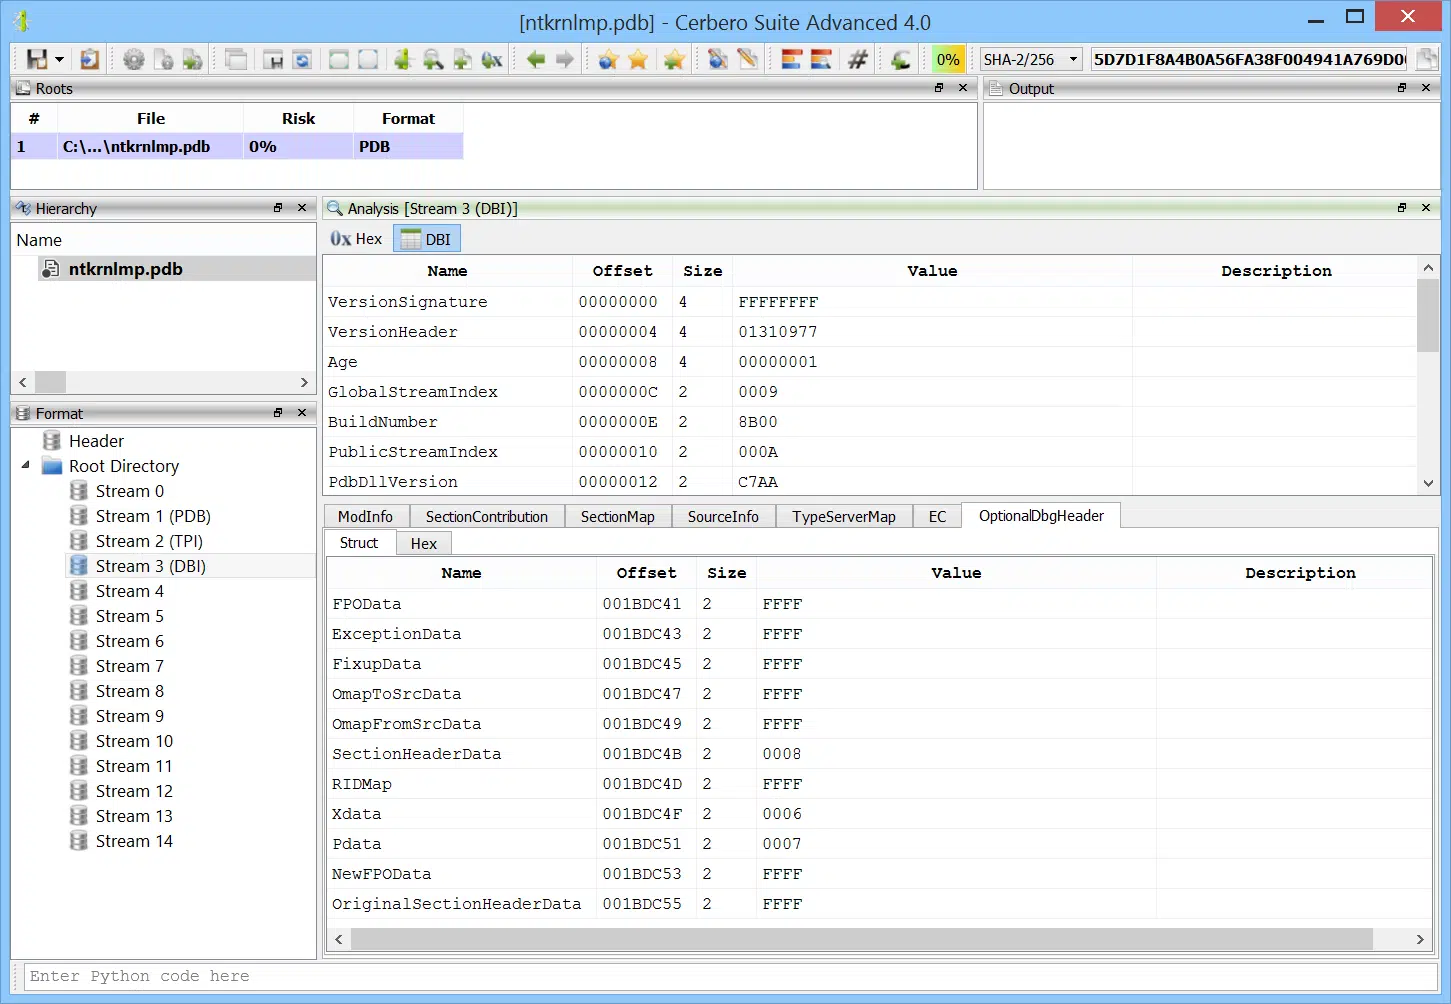 [ntkrnlmp.pdb] - Cerbero Suite Advanced 4.0
0x 0% SHA-2/256 5D7D1F8A4B0A56FA38F004941A769D0
Roots
# File Risk Format
1 C:\...\ntkrnlmp.pdb 0% PDB
Output
Hierarchy
Name
ntkrnlmp.pdb
Format
Header
Root Directory
Stream 0
Stream 1 (PDB)
Stream 2 (TPI)
Stream 3 (DBI)
Stream 4
Stream 5
Stream 6
Stream 7
Stream 8
Stream 9
Stream 10
Stream 11
Stream 12
Stream 13
Stream 14
Analysis [Stream 3 (DBI)]
0x Hex DBI
Name Offset Size Value Description
VersionSignature 00000000 4 FFFFFFFF
VersionHeader 00000004 4 01310977
Age 00000008 4 00000001
GlobalStreamIndex 0000000C 2 0009
BuildNumber 0000000E 2 8B00
PublicStreamIndex 00000010 2 000A
PdbDllVersion 00000012 2 C7AA
ModInfo SectionContribution SectionMap SourceInfo TypeServerMap EC OptionalDbgHeader
Struct Hex
Name Offset Size Value Description
FPOData 001BDC41 2 FFFF
ExceptionData 001BDC43 2 FFFF
FixupData 001BDC45 2 FFFF
OmapToSrcData 001BDC47 2 FFFF
OmapFromSrcData 001BDC49 2 FFFF
SectionHeaderData 001BDC4B 2 0008
RIDMap 001BDC4D 2 FFFF
Xdata 001BDC4F 2 0006
Pdata 001BDC51 2 0007
NewFPOData 001BDC53 2 FFFF
OriginalSectionHeaderData 001BDC55 2 FFFF
Enter Python code here